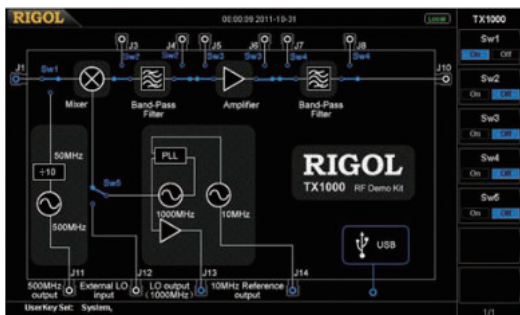 RIGOL 00:00:09 2011-10-31 Local TX1000
Sw1
On Off
Sw2
On Off
Sw3
On Off
Sw4
On Off
Sw5
On Off
1/1
J3 J4 J5 J6 J7 J8
Sw2 Sw2 Sw3 Sw3 Sw4 Sw4
J1 Sw1 J10
Mixer Band-Pass Filter Amplifier Band-Pass Filter
50MHz
÷10
500MHz
Sw5
PLL
1000MHz 10MHz
RIGOL
TX1000 RF Demo Kit
USB
J11 J12 J13 J14
500MHz output
External LO input
LO output (1000MHz)
10MHz Reference output
UserKey Set: System,